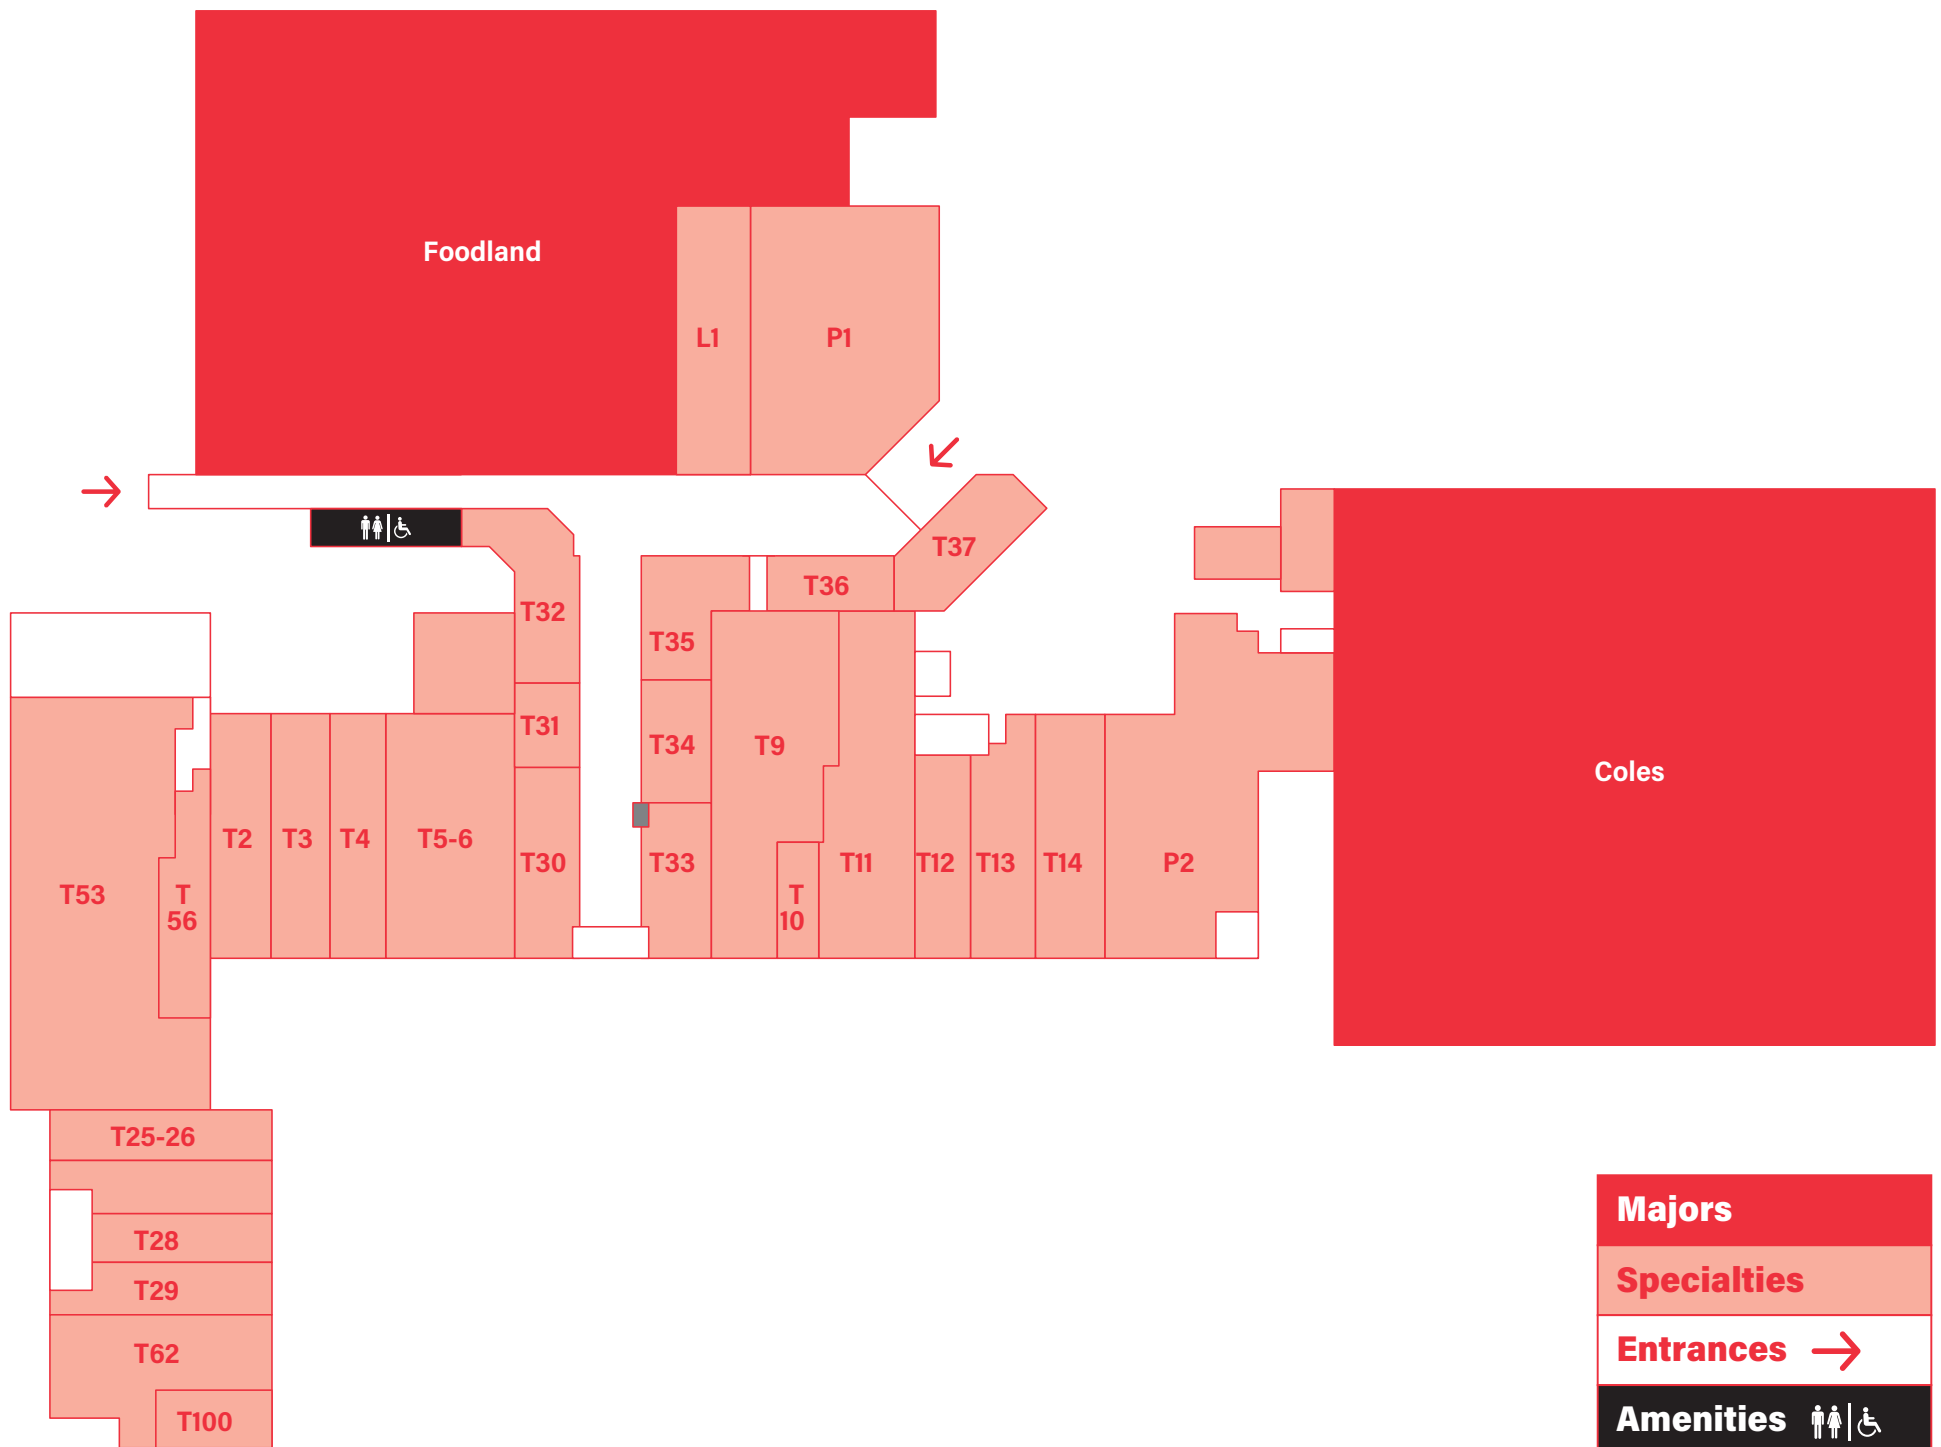 Foodland
L1
P1
T37
T36
T32
T35
T31
T34
T9
Coles
T2
T3
T4
T5-6
T30
T33
T11
T12
T13
T14
P2
T53
T
56
T
10
T25-26
T28
T29
T62
T100
Majors
Specialties
Entrances
Amenities